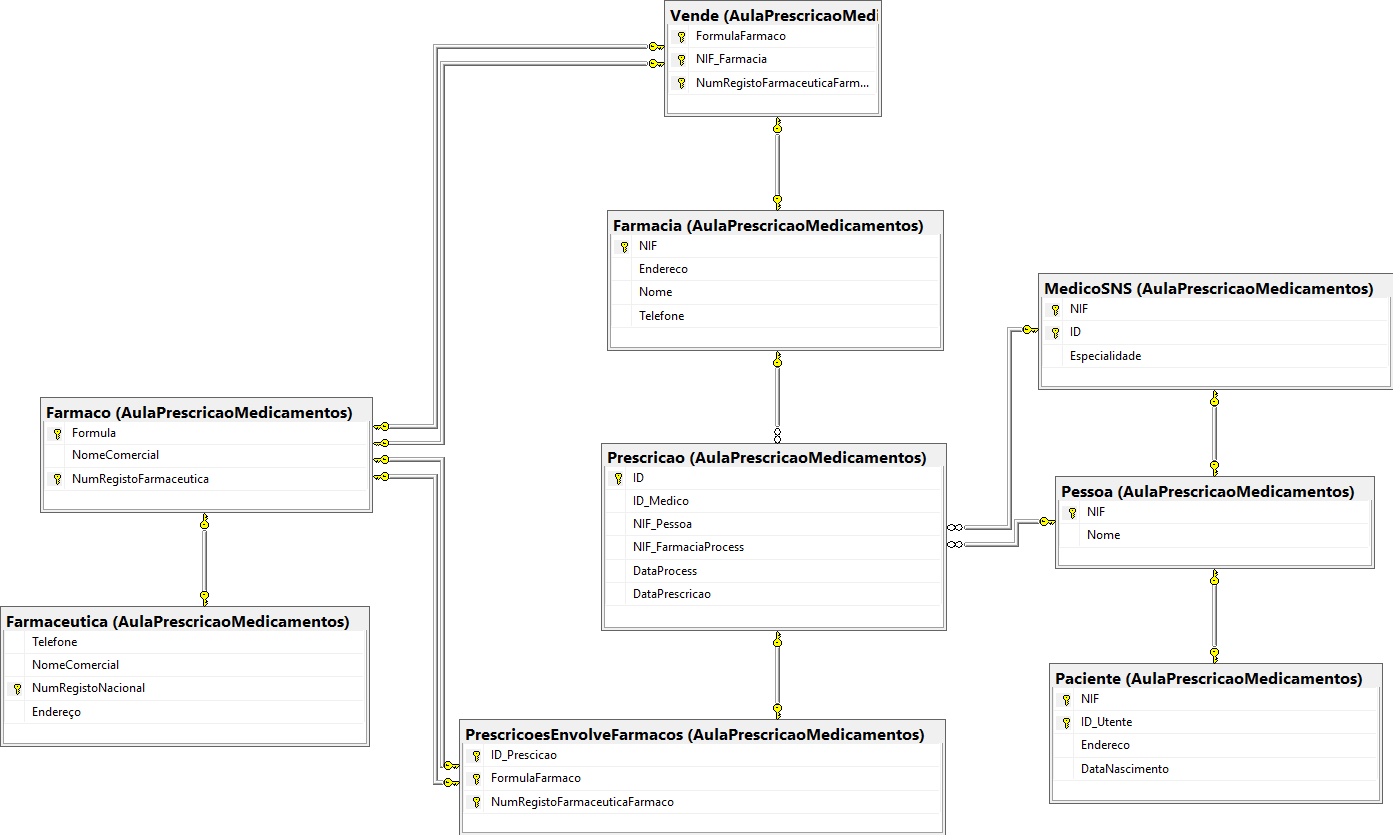 Vende (AulaPrescricaoMedi
FormulaFarmaco
NIF_Farmacia
NumRegistoFarmaceuticaFarm...
Farmacia (AulaPrescricaoMedicamentos)
NIF
Endereco
Nome
Telefone
MedicoSNS (AulaPrescricaoMedicamentos)
NIF
ID
Especialidade
Farmaco (AulaPrescricaoMedicamentos)
Formula
NomeComercial
NumRegistoFarmaceutica
Prescricao (AulaPrescricaoMedicamentos)
ID
ID_Medico
NIF_Pessoa
NIF_FarmaciaProcess
DataProcess
DataPrescricao
Pessoa (AulaPrescricaoMedicamentos)
NIF
Nome
Farmaceutica (AulaPrescricaoMedicamentos)
Telefone
NomeComercial
NumRegistoNacional
Endereço
Paciente (AulaPrescricaoMedicamentos)
NIF
ID_Utente
Endereco
DataNascimento
PrescricoesEnvolveFarmacos (AulaPrescricaoMedicamentos)
ID_Prescicao
FormulaFarmaco
NumRegistoFarmaceuticaFarmaco